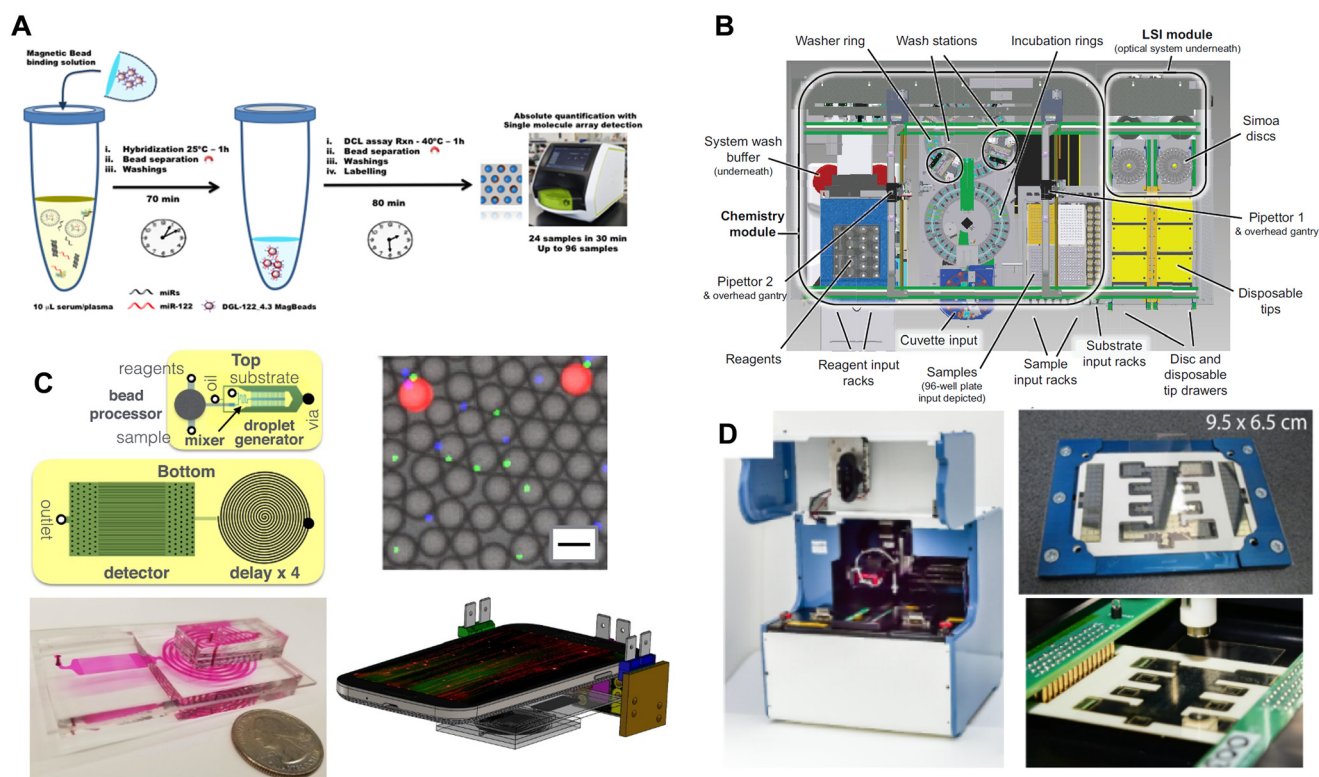 A
Magnetic Bead
binding solution
i. Hybridization 25°C – 1h
ii. Bead separation
iii. Washings
70 min
i. DCL assay Rxn - 40°C – 1h
ii. Bead separation
iii. Washings
iv. Labelling
80 min
Absolute quantification with
Single molecule array detection
24 samples in 30 min
Up to 96 samples
10 µL serum/plasma
miRs
miR-122
DGL-122_4.3 MagBeads
B
Washer ring
Wash stations
Incubation rings
LSI module
(optical system underneath)
System wash
buffer
(underneath)
Simoa
discs
Chemistry
module
Pipettor 1
& overhead gantry
Pipettor 2
& overhead gantry
Disposable
tips
Reagents
Reagent input
racks
Cuvette input
Samples
(96-well plate
input depicted)
Sample
input racks
Substrate
input racks
Disc and
disposable
tip drawers
C
reagents
Top
oil
substrate
bead
processor
via
sample
mixer
droplet
generator
Bottom
outlet
detector
delay x 4
D
9.5 x 6.5 cm